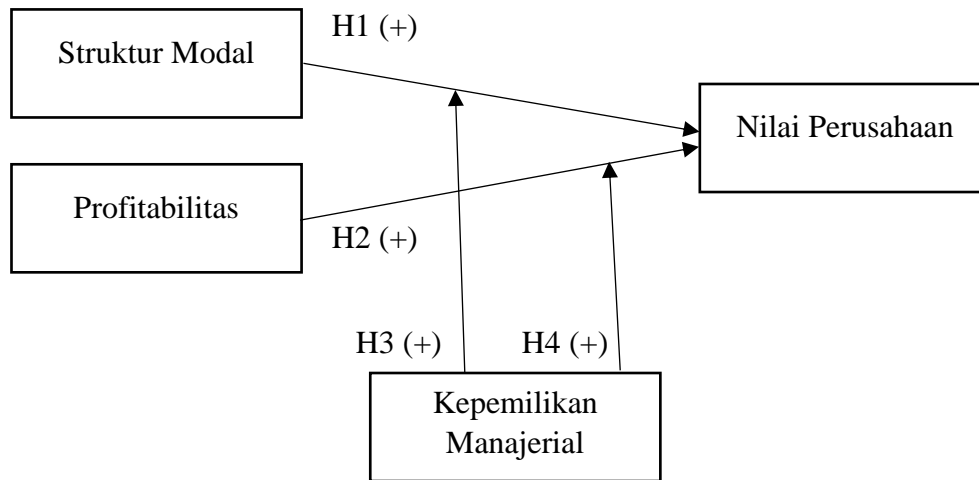 H1 (+)
Struktur Modal
Nilai Perusahaan
Profitabilitas
H2 (+)
H3 (+)
H4 (+)
Kepemilikan
Manajerial